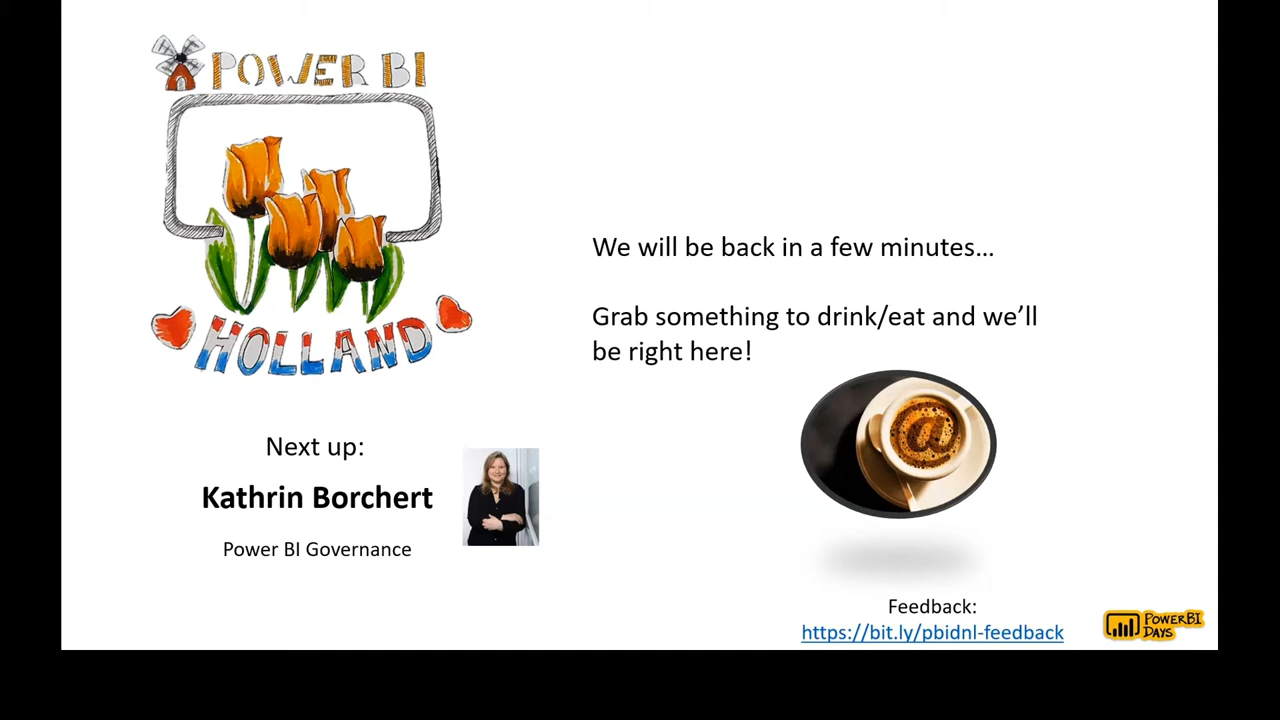 POWER BI
HOLLAND
We will be back in a few minutes…
Grab something to drink/eat and we’ll
be right here!
@
Next up:
Kathrin Borchert
Power BI Governance
Feedback:
https://bit.ly/pbidnl-feedback
POWERBI
DAYS